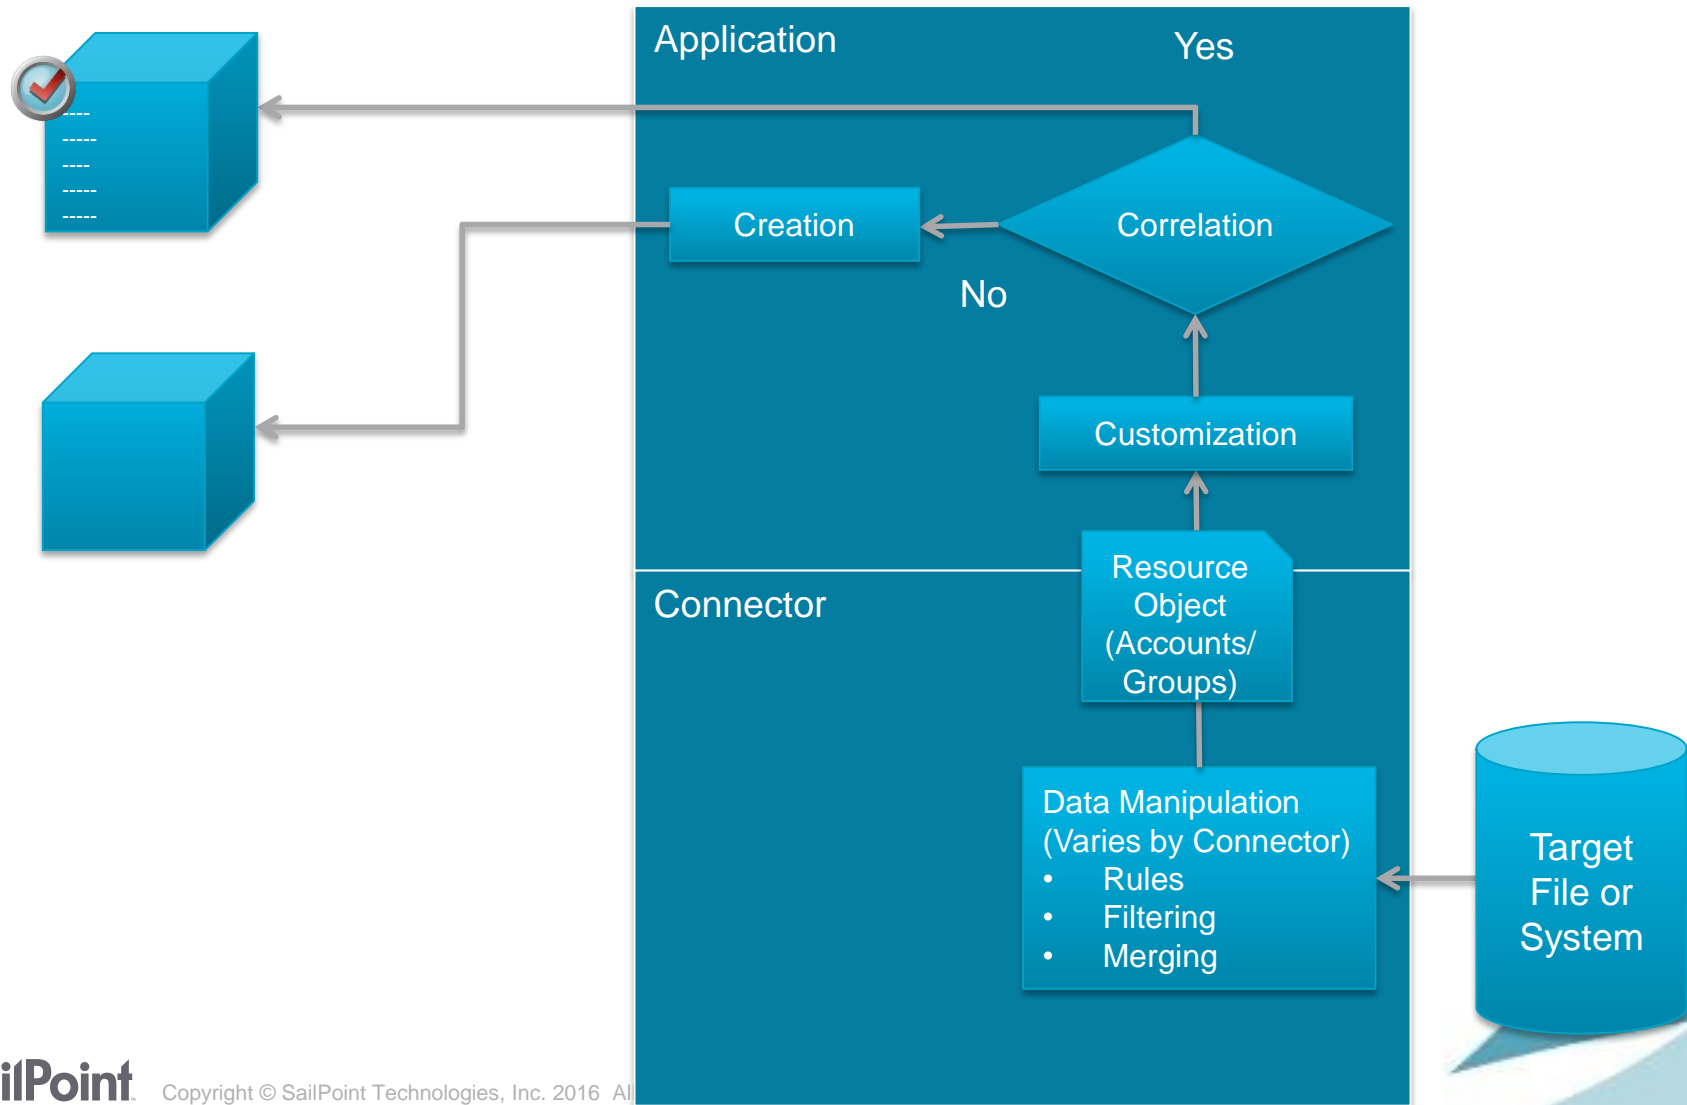 Application
Yes
----
-----
----
-----
-----
Creation
Correlation
No
Customization
Resource
Object
(Accounts/
Groups)
Connector
Data Manipulation
(Varies by Connector)
• Rules
• Filtering
• Merging
Target
File or
System
ilPoint
Copyright © SailPoint Technologies, Inc. 2016 Al